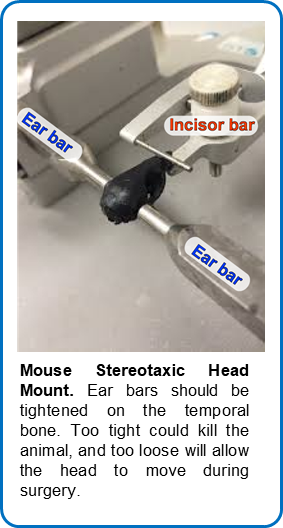 Ear bar
Incisor bar
Ear bar
Mouse Stereotaxic Head
Mount. Ear bars should be
tightened on the temporal
bone. Too tight could kill the
animal, and too loose will allow
the head to move during
surgery.